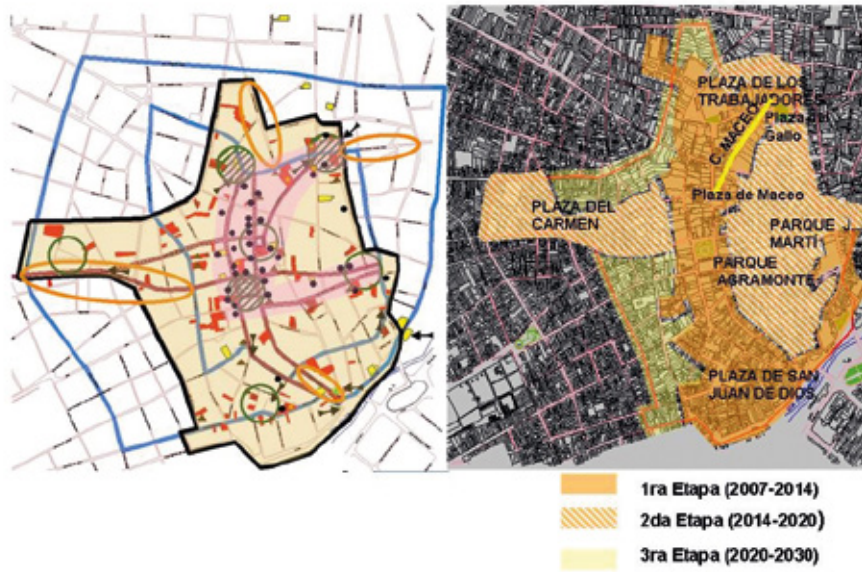 PLAZA DE LOS
TRABAJADORES
Plaza del
Gallo
C. MACEO
Plaza de Maceo
PLAZA DEL
CARMEN
PARQUE
MARTÍ
PARQUE
AGRAMONTE
PLAZA DE SAN
JUAN DE DIOS
1ra Etapa (2007-2014)
2da Etapa (2014-2020)
3ra Etapa (2020-2030)